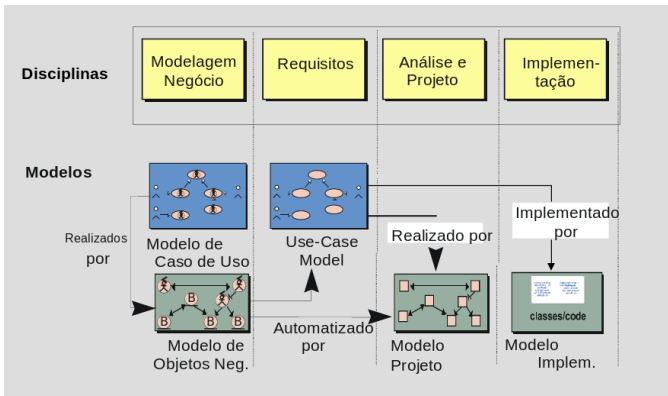 Disciplinas
Modelagem
Negócio
Requisitos
Análise e
Projeto
Implemen-
tação
Modelos
Realizados
por
Modelo de
Caso de Uso
Use-Case
Model
Realizado por
Implementado
por
B
B
B
B
classes/code
Automatizado
por
Modelo de
Objetos Neg.
Modelo
Projeto
Modelo
Implem.